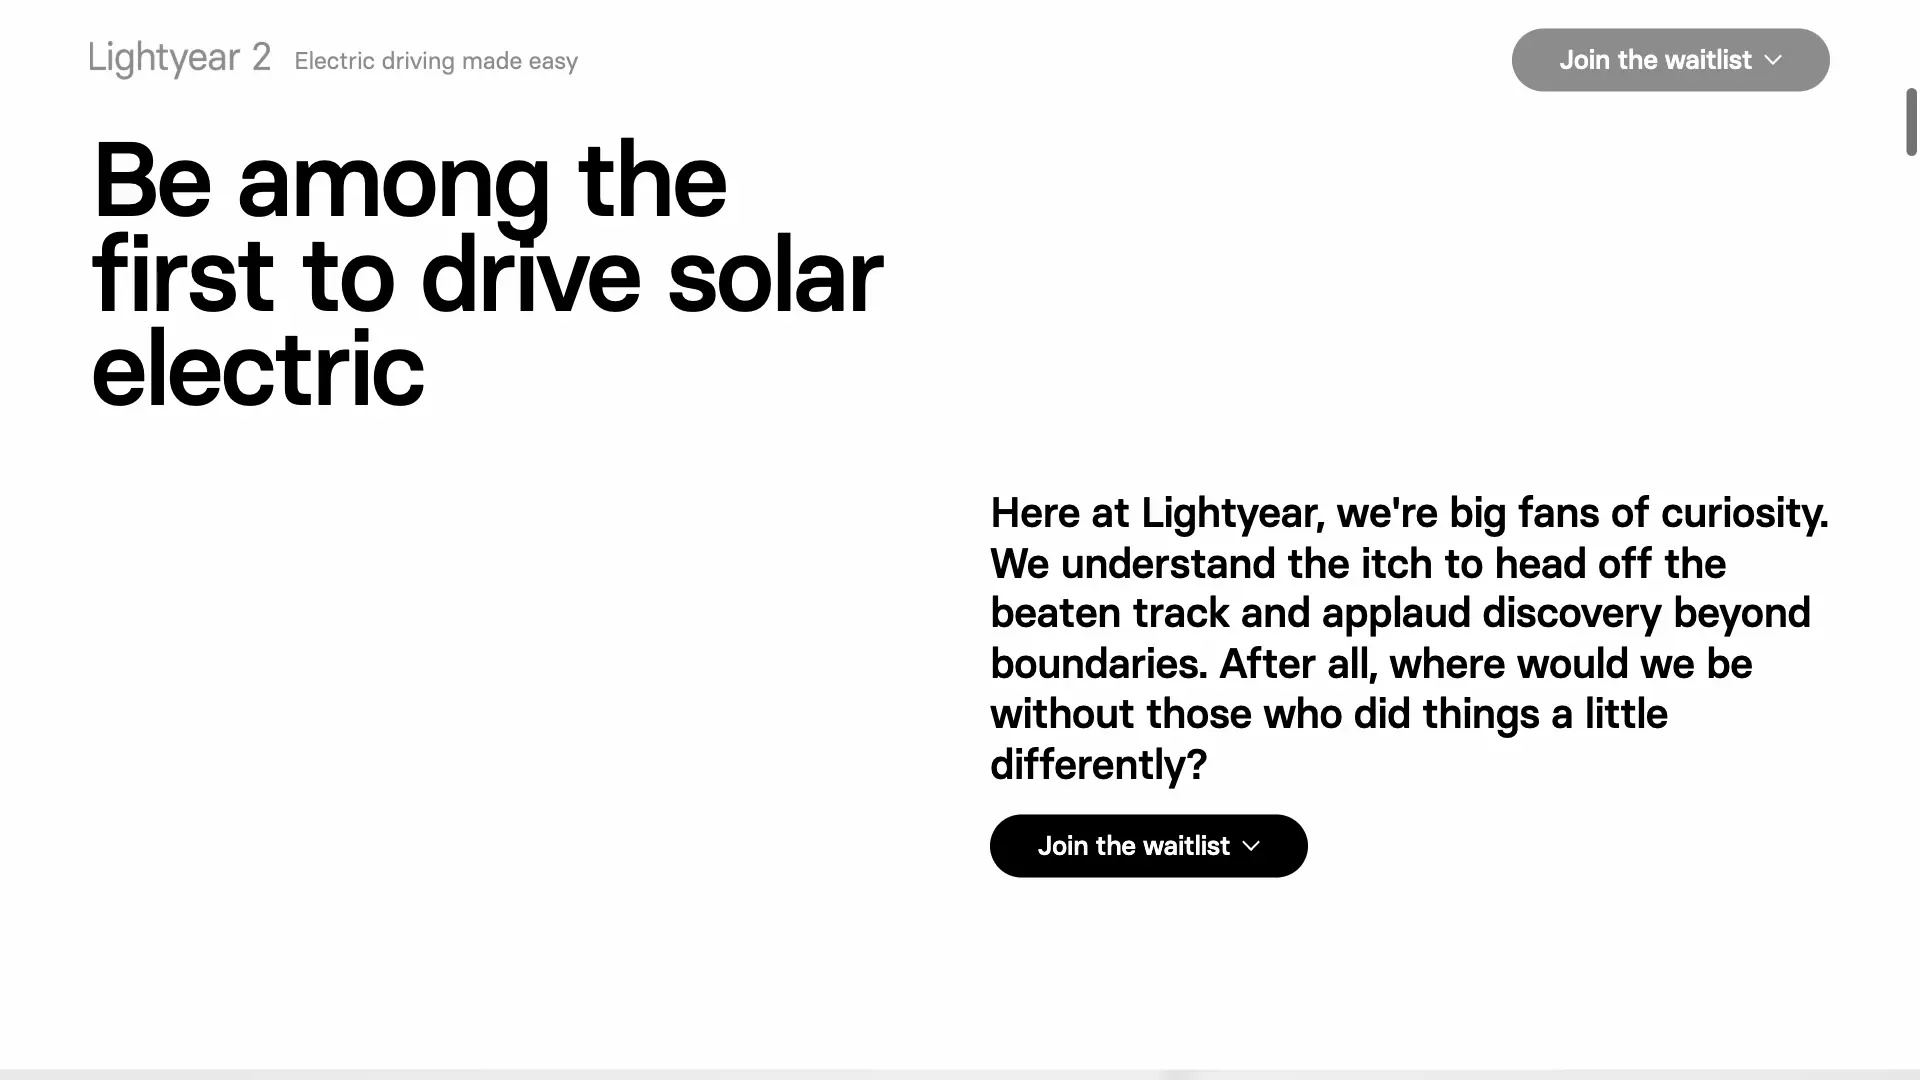 Lightyear 2
Electric driving made easy
Join the waitlist
Be among the
first to drive solar
electric
Here at Lightyear, we're big fans of curiosity.
We understand the itch to head off the
beaten track and applaud discovery beyond
boundaries. After all, where would we be
without those who did things a little
differently?
Join the waitlist